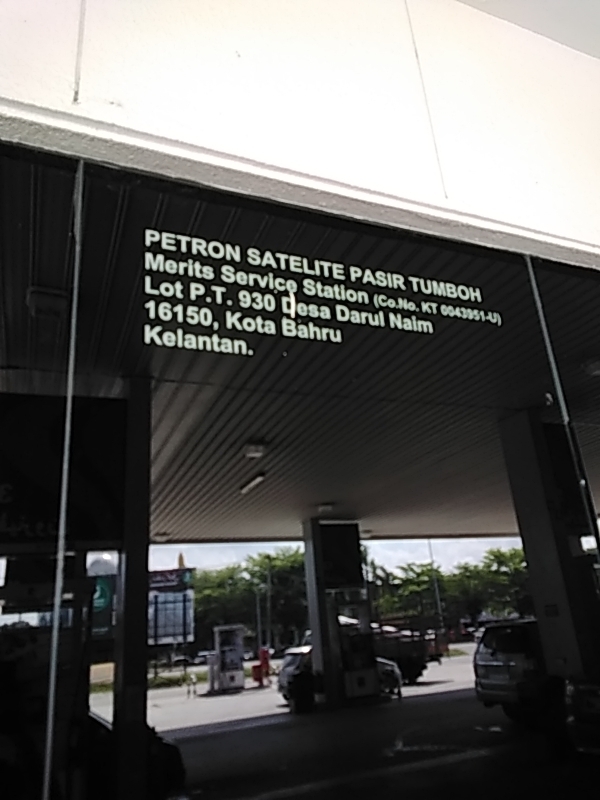 PETRON SATELITE PASIR TUMBOH
Merits Service Station (Co.No. KT 0043951-U)
Lot P.T. 930 Desa Darul Naim
16150, Kota Bahru
Kelantan.